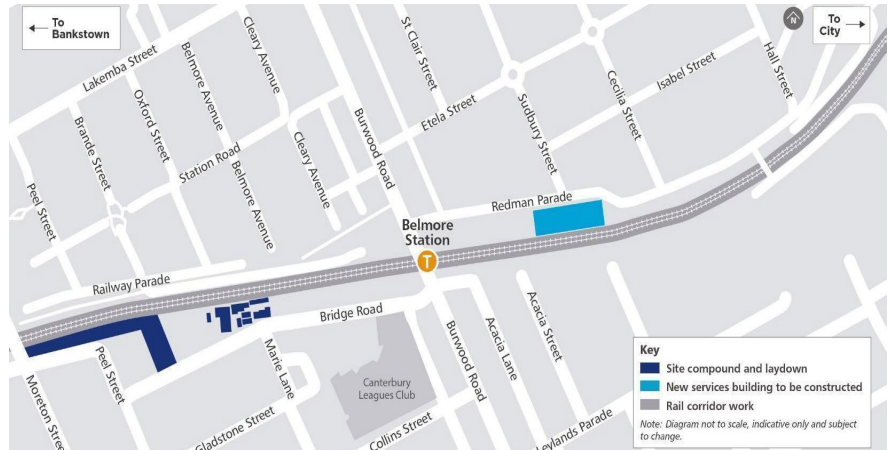 ← To
Bankstown
N
To →
City
Lakemba Street
Belmore Avenue
Cleary Avenue
St Clair Street
Hall Street
Oxford Street
Brande Street
Etela Street
Isabel Street
Cecilia Street
Sudbury Street
Burwood Road
Cleary Avenue
Station Road
Belmore Avenue
Peel Street
Redman Parade
Belmore
Station
T
Railway Parade
Bridge Road
Acacia Street
Acacia Lane
Burwood Road
Marie Lane
Peel Street
Moreton Street
Canterbury
Leagues Club
Gladstone Street
Collins Street
Leylands Parade
Key
Site compound and laydown
New services building to be constructed
Rail corridor work
Note: Diagram not to scale, indicative only and subject
to change.